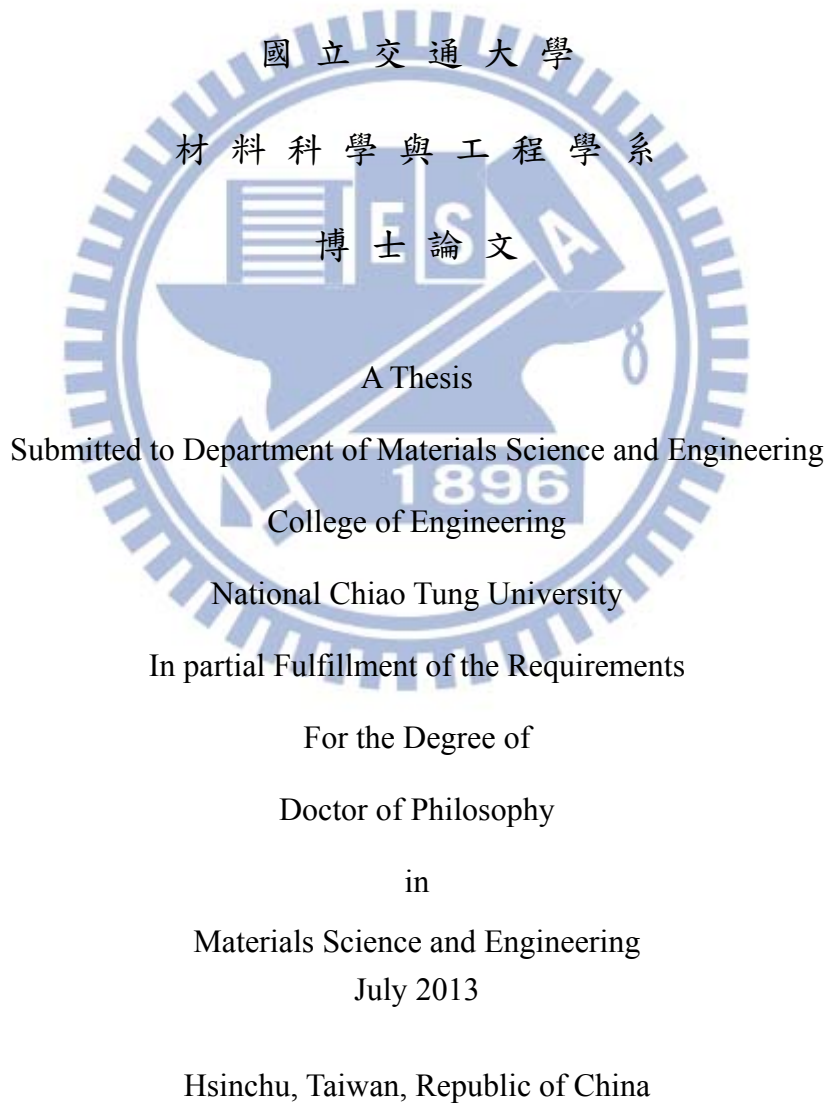 國立交通大學
材料科學與工程學系
博士論文
ESA
A Thesis
Submitted to Department of Materials Science and Engineering
1896
College of Engineering
National Chiao Tung University
In partial Fulfillment of the Requirements
For the Degree of
Doctor of Philosophy
in
Materials Science and Engineering
July 2013
Hsinchu, Taiwan, Republic of China